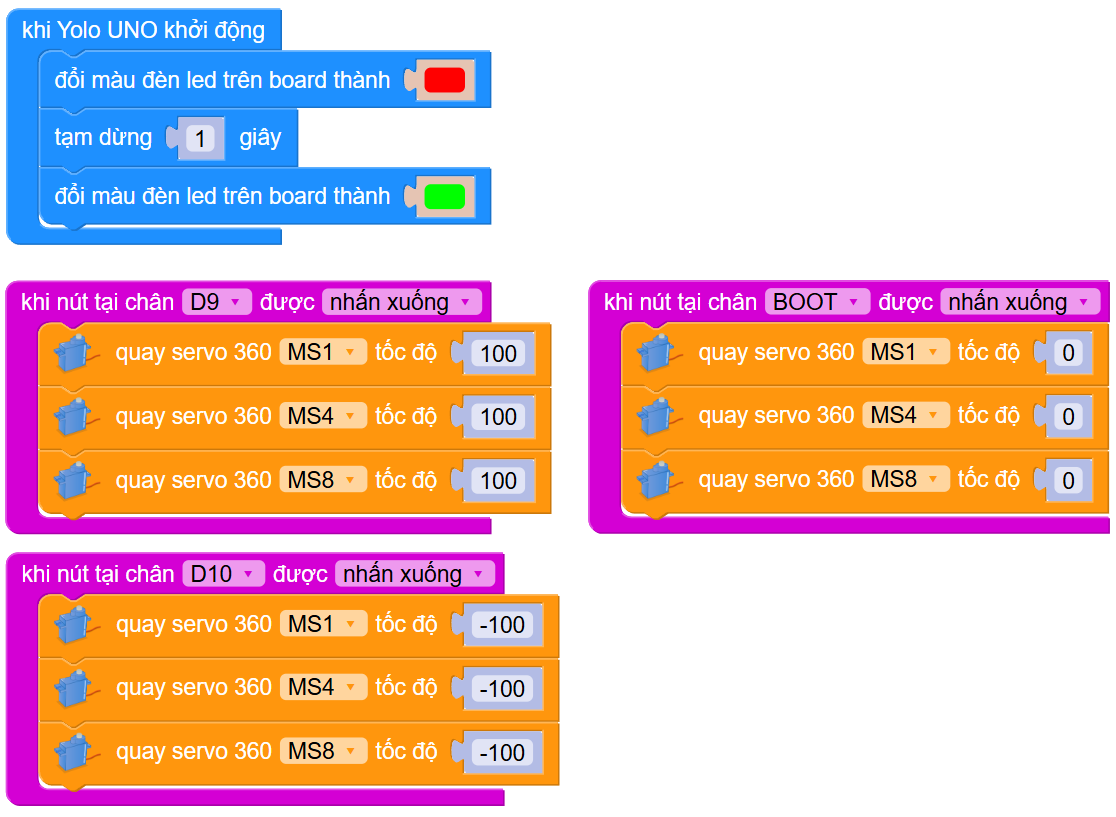 khi Yolo UNO khởi động
đổi màu đèn led trên board thành
tạm dừng 1 giây
đổi màu đèn led trên board thành
khi nút tại chân D9 được nhấn xuống
quay servo 360 MS1 tốc độ 100
quay servo 360 MS4 tốc độ 100
quay servo 360 MS8 tốc độ 100
khi nút tại chân BOOT được nhấn xuống
quay servo 360 MS1 tốc độ 0
quay servo 360 MS4 tốc độ 0
quay servo 360 MS8 tốc độ 0
khi nút tại chân D10 được nhấn xuống
quay servo 360 MS1 tốc độ -100
quay servo 360 MS4 tốc độ -100
quay servo 360 MS8 tốc độ -100